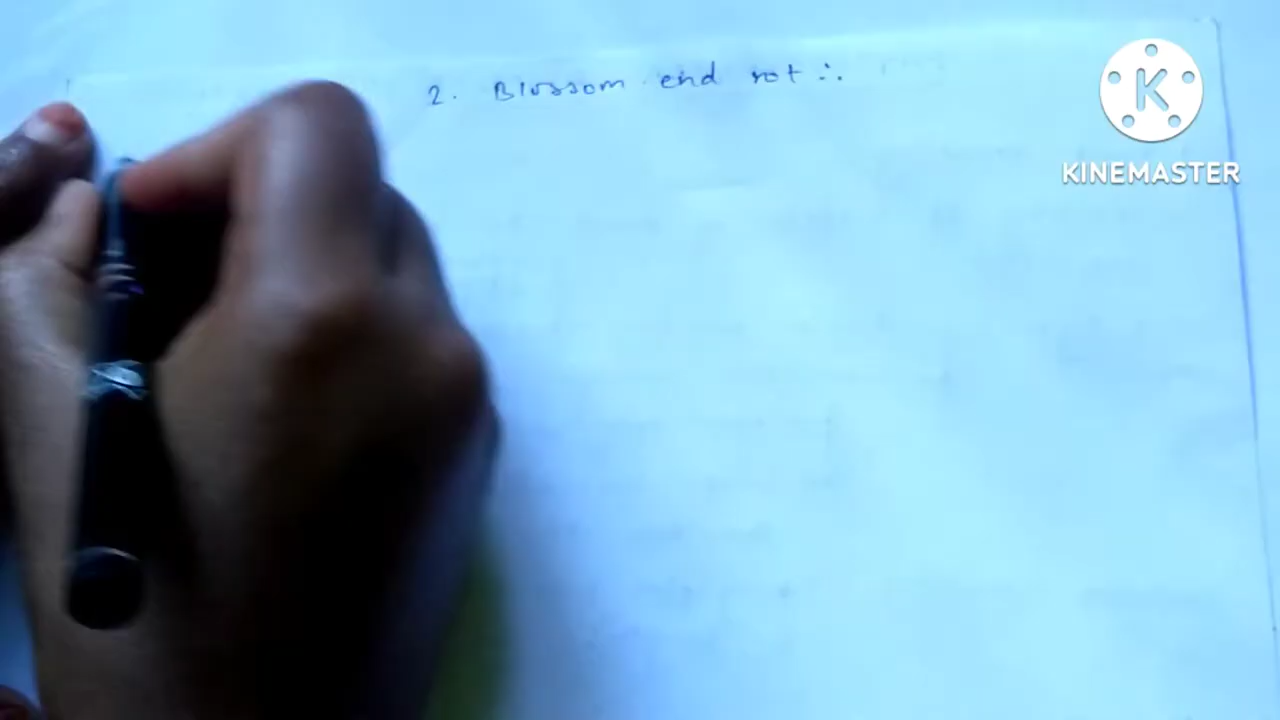 2. Blossom end rot ∴
K
KINEMASTER